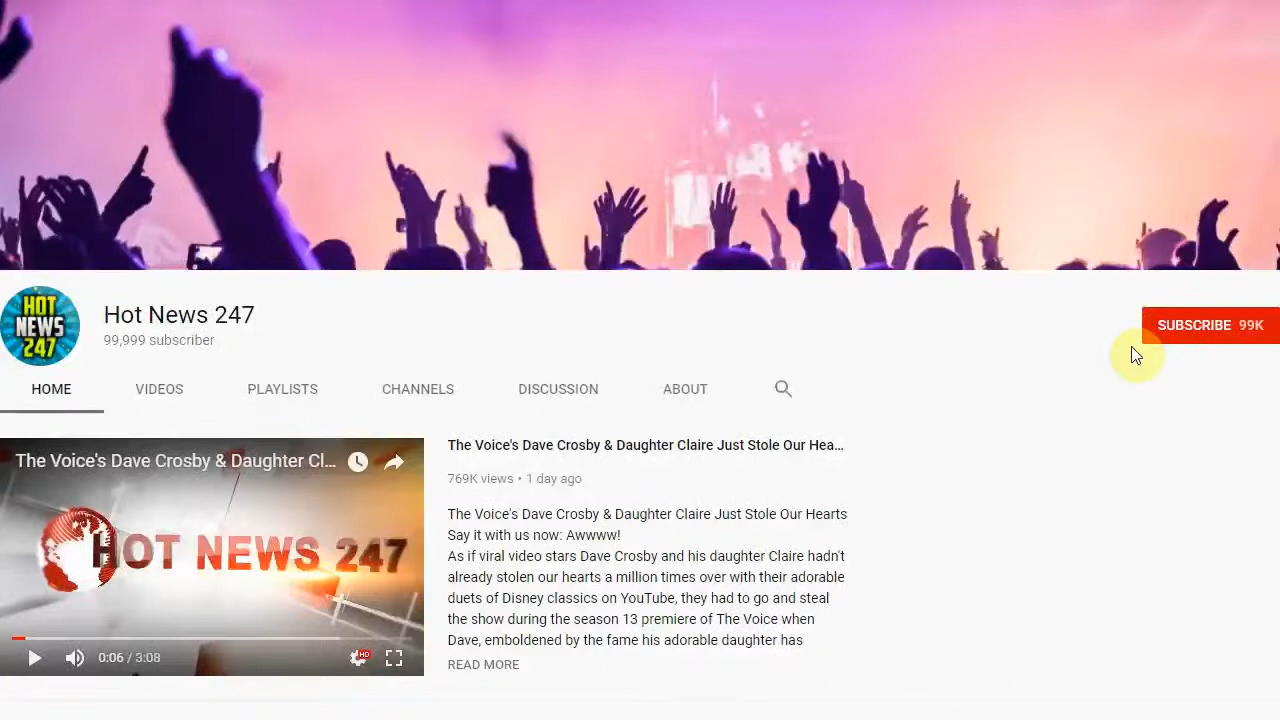 HOT
NEWS
247
Hot News 247
99,999 subscriber
SUBSCRIBE 99K
HOME VIDEOS PLAYLISTS CHANNELS DISCUSSION ABOUT
The Voice's Dave Crosby & Daughter Cl...
HOT NEWS 247
HD
0:06 / 3:08
The Voice's Dave Crosby & Daughter Claire Just Stole Our Hea...
769K views • 1 day ago
The Voice's Dave Crosby & Daughter Claire Just Stole Our Hearts
Say it with us now: Awwww!
As if viral video stars Dave Crosby and his daughter Claire hadn't
already stolen our hearts a million times over with their adorable
duets of Disney classics on YouTube, they had to go and steal
the show during the season 13 premiere of The Voice when
Dave, emboldened by the fame his adorable daughter has
READ MORE